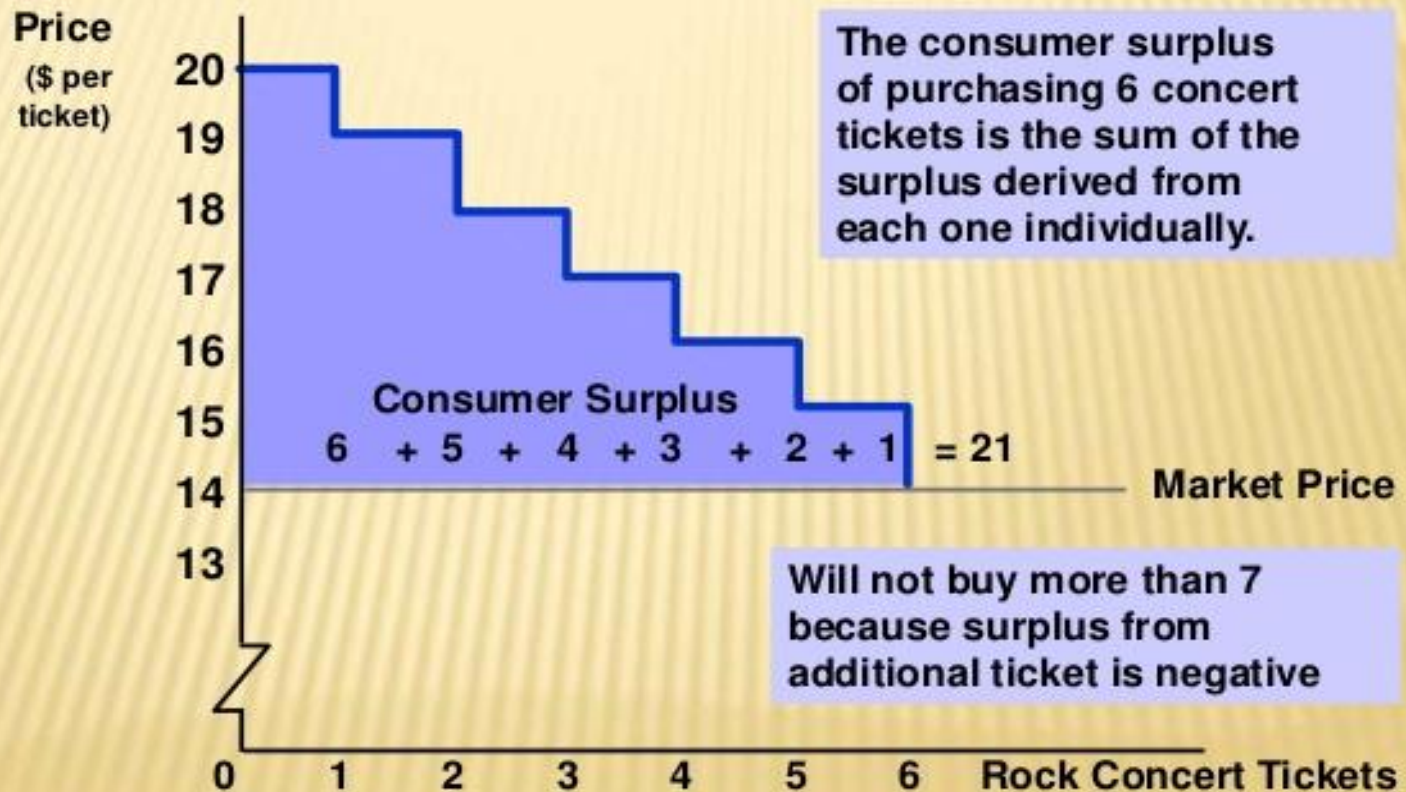 Price
($ per
ticket)
20
19
18
17
16
15
14
13
The consumer surplus
of purchasing 6 concert
tickets is the sum of the
surplus derived from
each one individually.
Consumer Surplus
6 + 5 + 4 + 3 + 2 + 1 = 21
Market Price
Will not buy more than 7
because surplus from
additional ticket is negative
0 1 2 3 4 5 6 Rock Concert Tickets